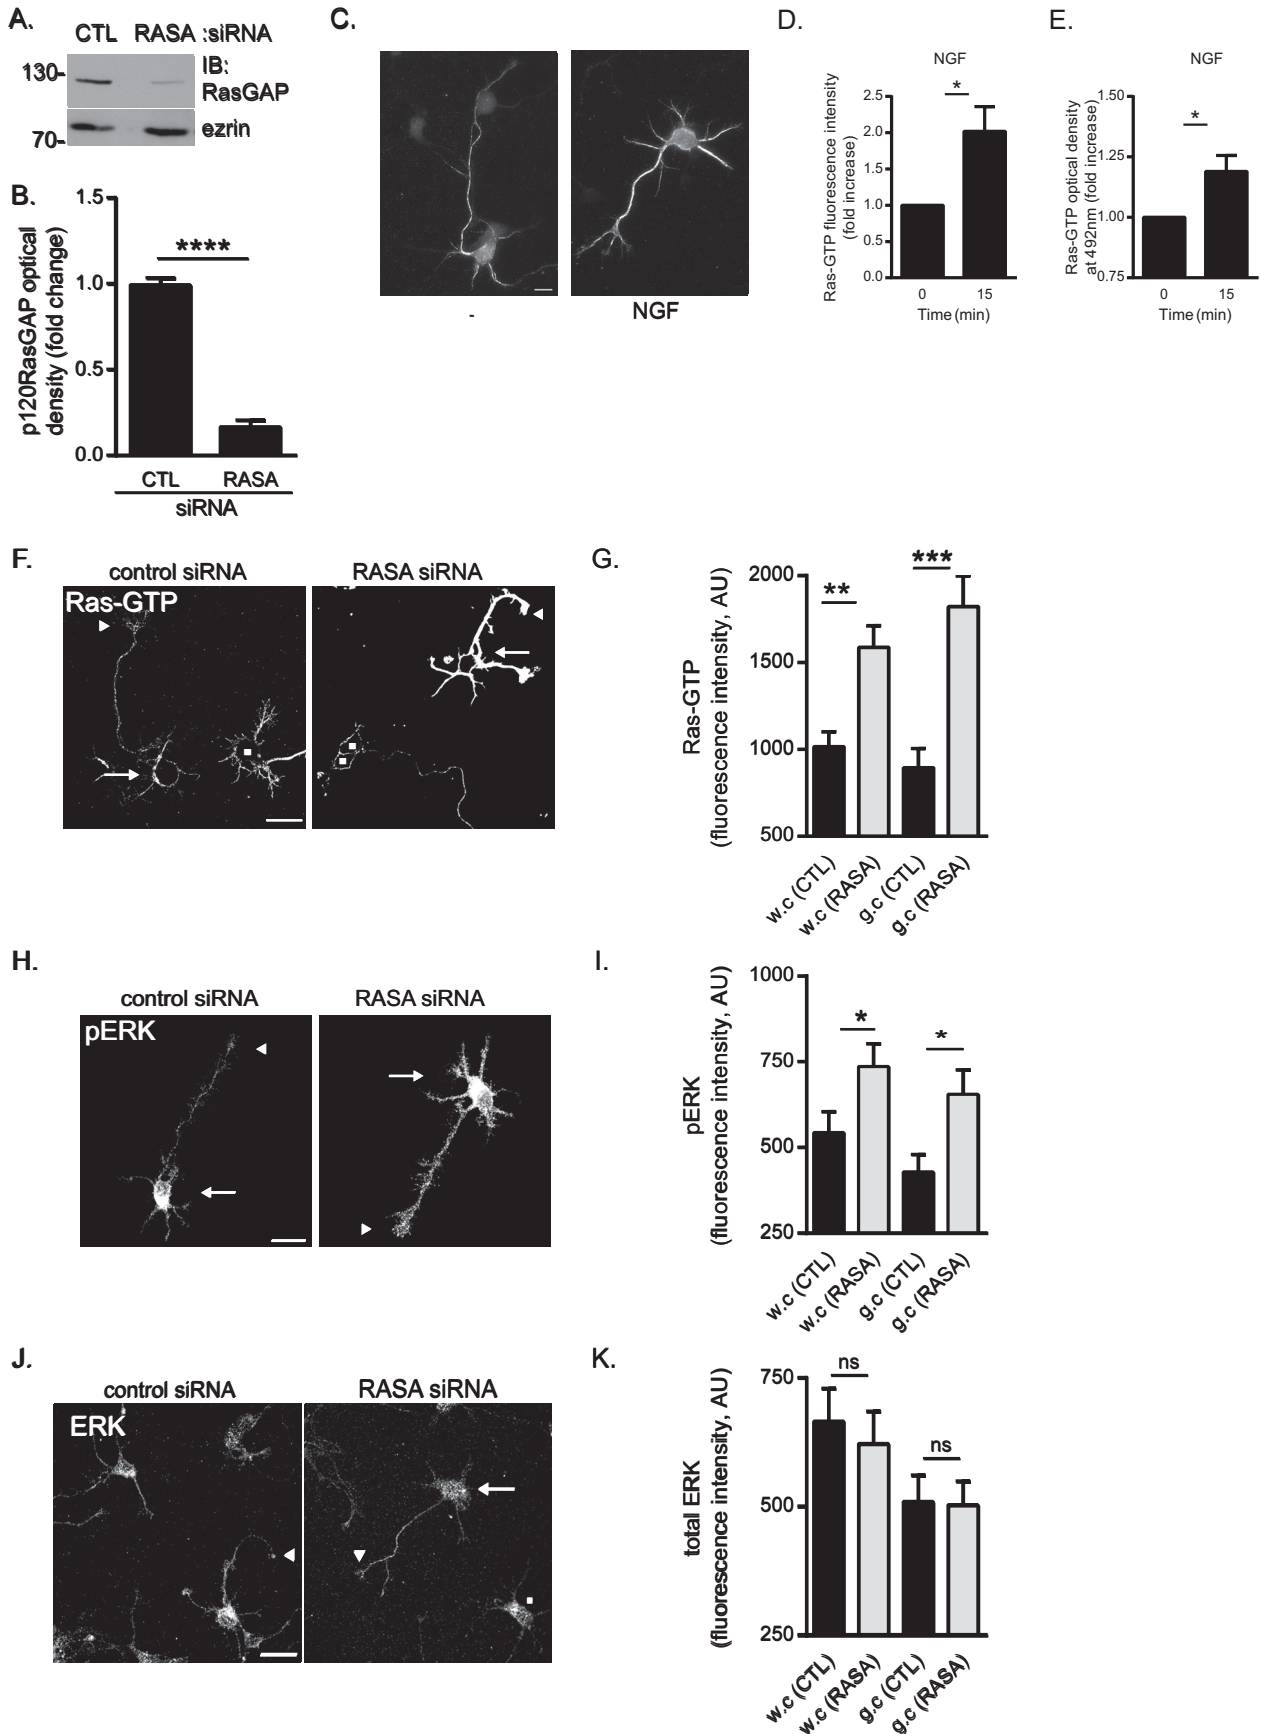 A.
CTL RASA :siRNA
130-
IB:
RasGAP
70-
ezrin
B.
p120RasGAP optical
density (fold change)
1.5
1.0
0.5
0.0
****
CTL RASA
siRNA
C.
-
NGF
D.
NGF
*
Ras-GTP fluorescence intensity
(fold increase)
2.5
2.0
1.5
1.0
0.5
0.0
0 15
Time (min)
E.
NGF
*
Ras-GTP optical density
at 492nm (fold increase)
1.50
1.25
1.00
0.75
0 15
Time (min)
F.
control siRNA RASA siRNA
Ras-GTP
G.
Ras-GTP
(fluorescence intensity, AU)
2000
1500
1000
500
** ***
w.c (CTL)
w.c (RASA)
g.c (CTL)
g.c (RASA)
H.
control siRNA RASA siRNA
pERK
I.
pERK
(fluorescence intensity, AU)
1000
750
500
250
* *
w.c (CTL)
w.c (RASA)
g.c (CTL)
g.c (RASA)
J.
control siRNA RASA siRNA
ERK
K.
total ERK
(fluorescence intensity, AU)
750
500
250
ns ns
w.c (CTL)
w.c (RASA)
g.c (CTL)
g.c (RASA)